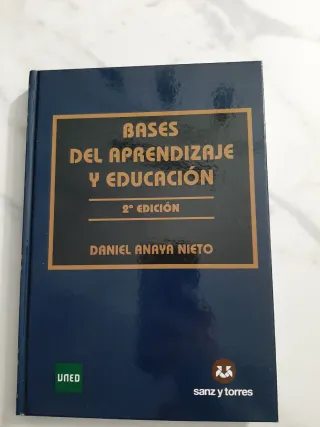 BASES
DEL APRENDIZAJE
Y EDUCACIÓN
2ª EDICIÓN
DANIEL ANAYA NIETO
UNED
sanz y torres